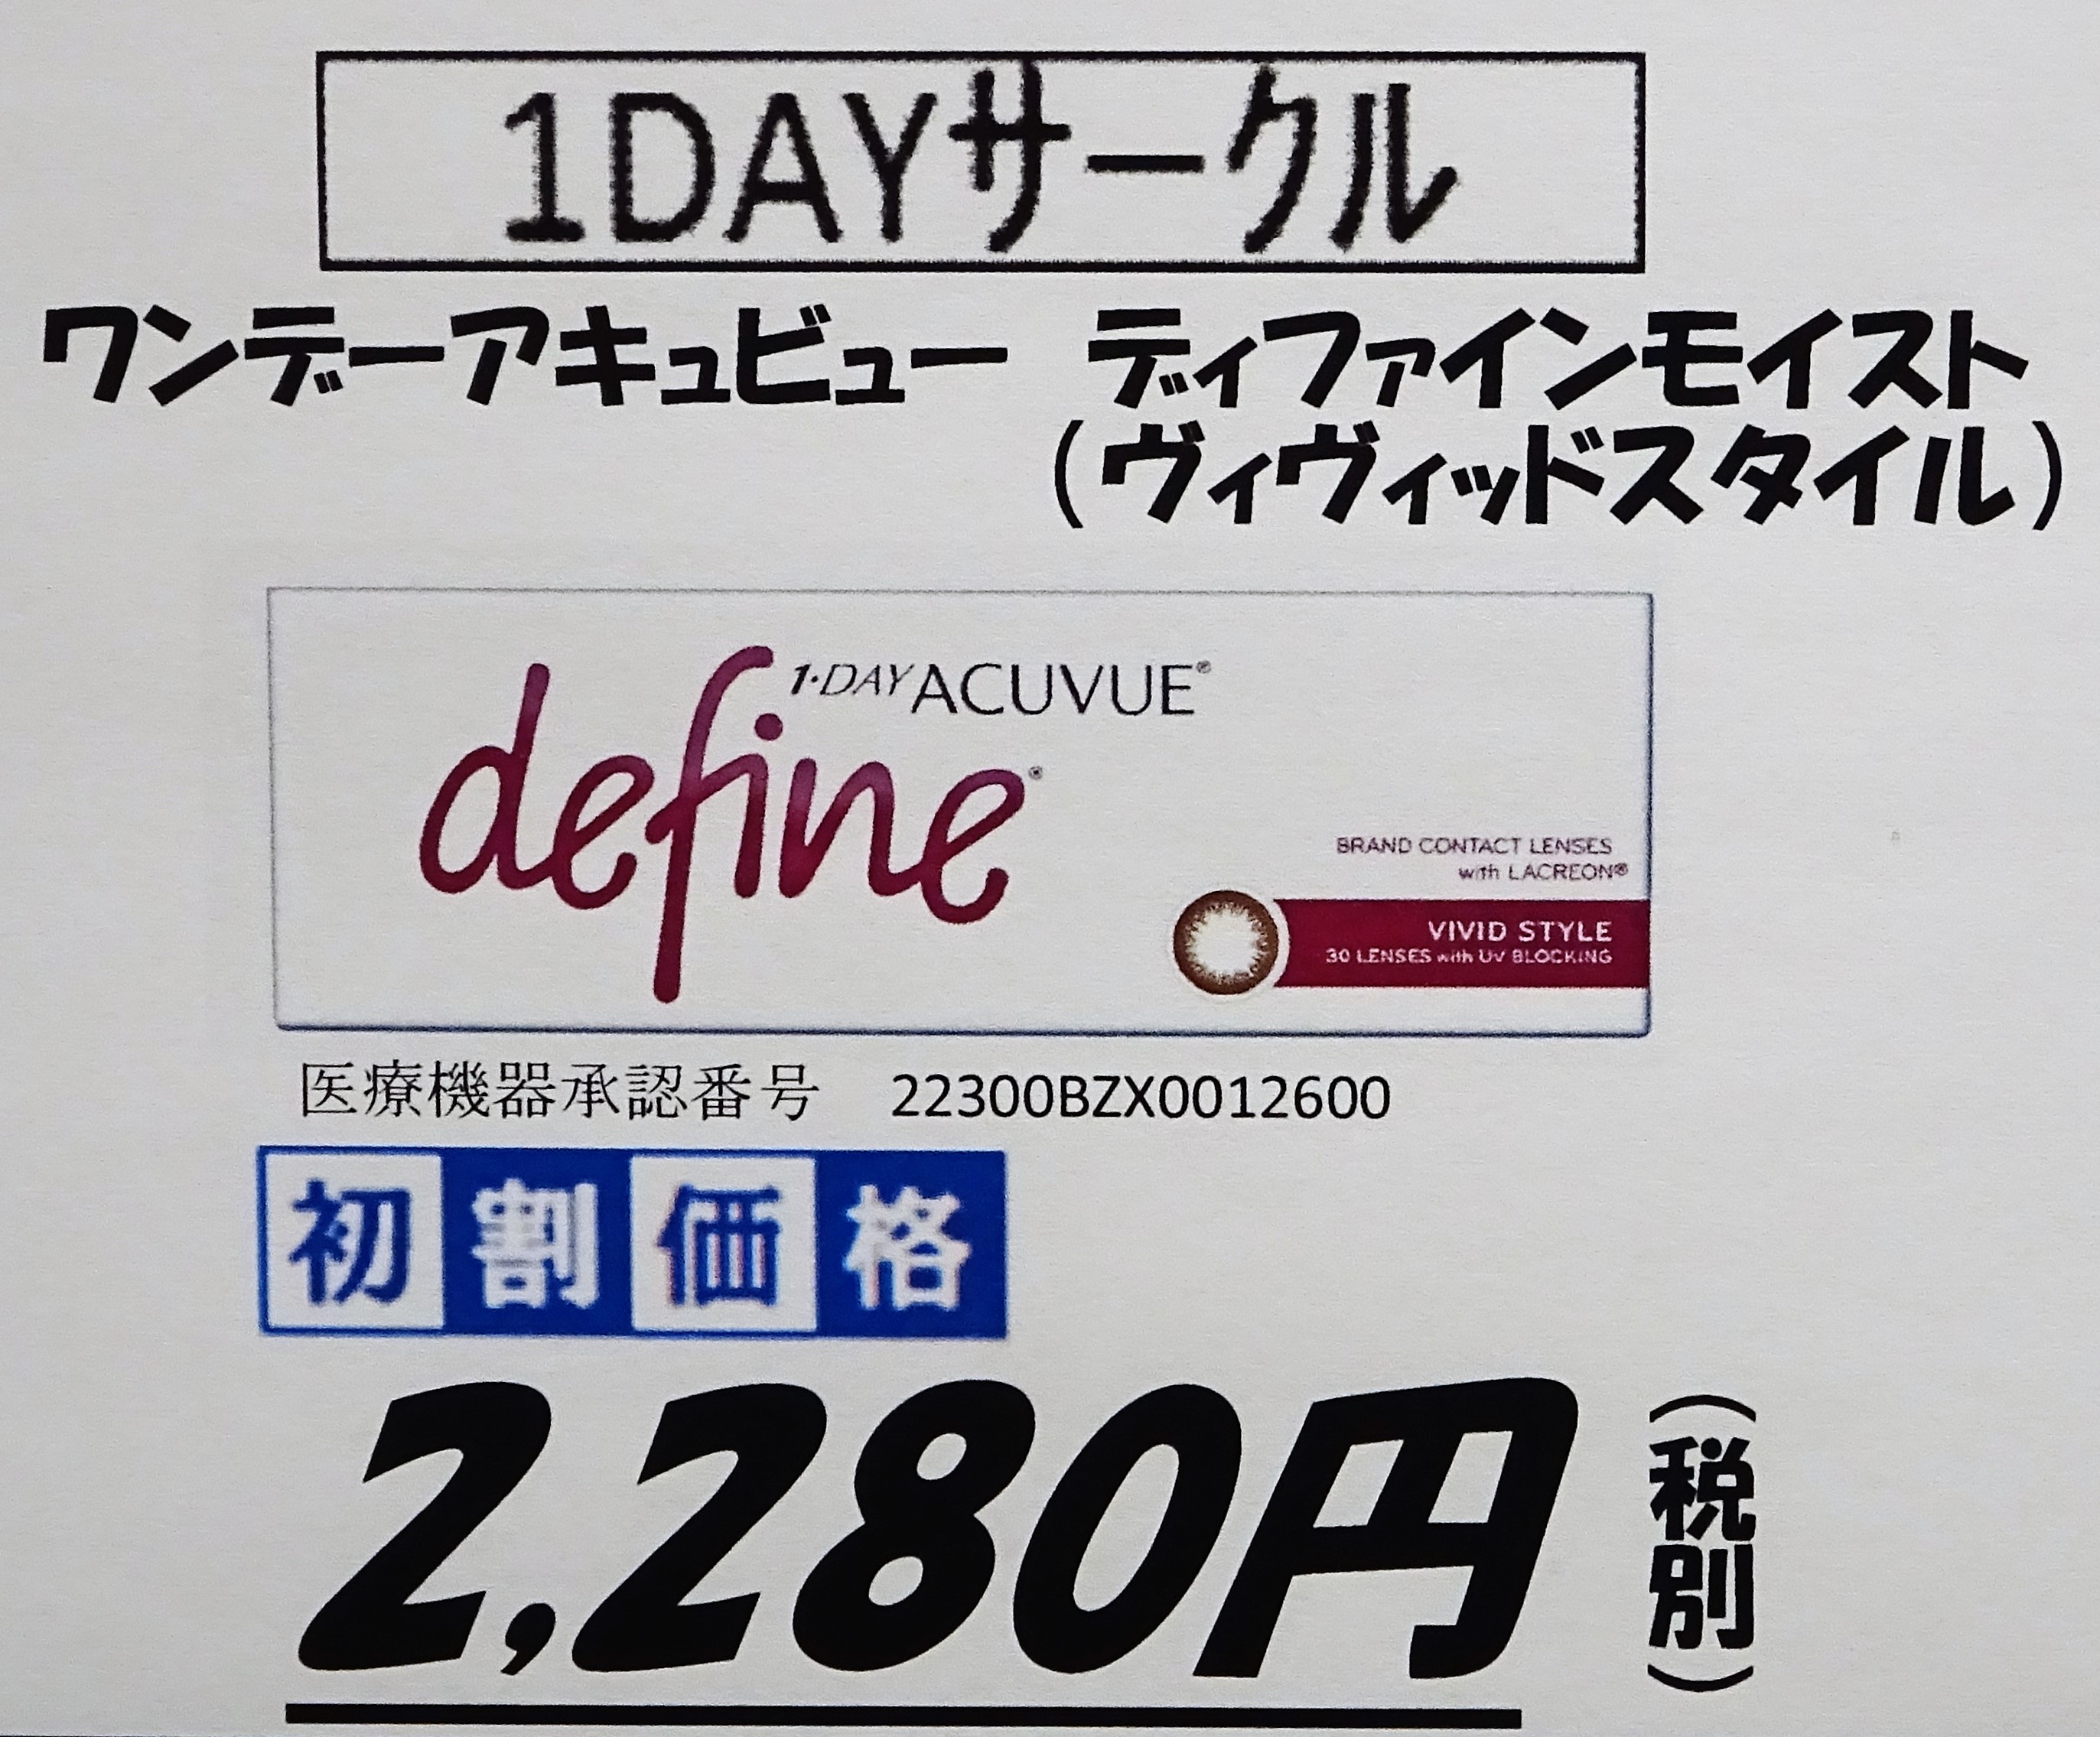 1DAYサークル
ワンデーアキュビュー ディファインモイスト
(ヴィヴィッドスタイル)
1・DAY ACUVUE®
define®
BRAND CONTACT LENSES
with LACREON®
VIVID STYLE
30 LENSES with UV BLOCKING
医療機器承認番号 22300BZX0012600
初割価格
2,280円(税別)